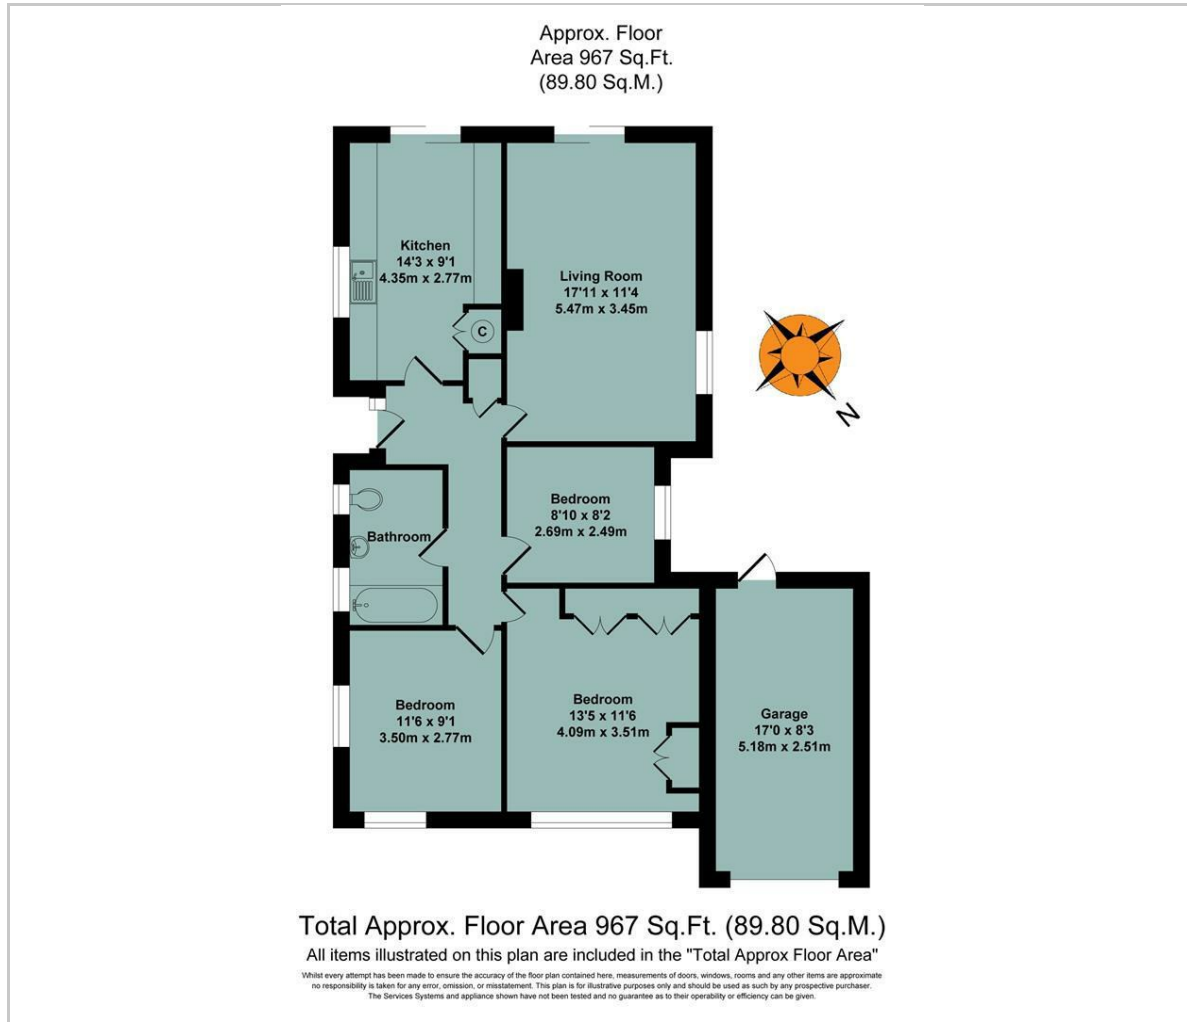 Approx. Floor
Area 967 Sq.Ft.
(89.80 Sq.M.)
Kitchen
14'3 x 9'1
4.35m x 2.77m
Living Room
17'11 x 11'4
5.47m x 3.45m
C
N
Bedroom
8'10 x 8'2
2.69m x 2.49m
Bathroom
Bedroom
11'6 x 9'1
3.50m x 2.77m
Bedroom
13'5 x 11'6
4.09m x 3.51m
Garage
17'0 x 8'3
5.18m x 2.51m
Total Approx. Floor Area 967 Sq.Ft. (89.80 Sq.M.)
All items illustrated on this plan are included in the "Total Approx Floor Area"
Whilst every attempt has been made to ensure the accuracy of the floor plan contained here, measurements of doors, windows, rooms and any other items are approximate
no responsibility is taken for any error, omission, or misstatement. This plan is for illustrative purposes only and should be used as such by any prospective purchaser.
The Services Systems and appliance shown have not been tested and no guarantee as to their operability or efficiency can be given.